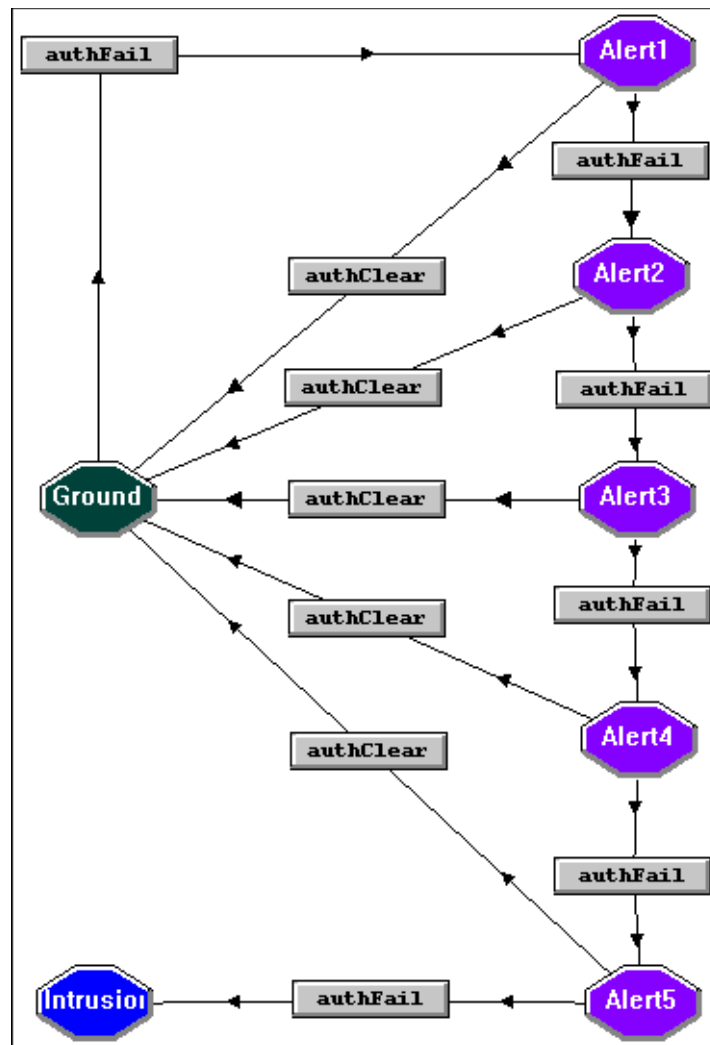 authFail
Alert1
authFail
authClear
Alert2
authClear
authFail
Ground
authClear
Alert3
authFail
authClear
Alert4
authClear
authFail
Intrusion
authFail
Alert5